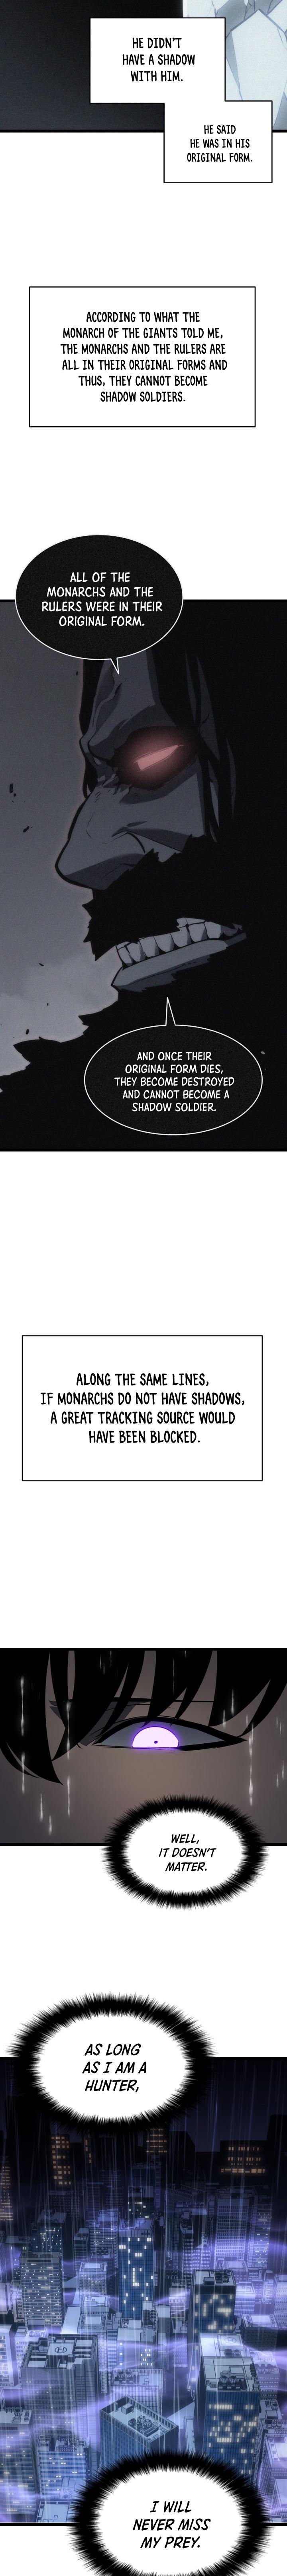 HE DIDN'T
HAVE A SHADOW
WITH HIM.
HE SAID
HE WAS IN HIS
ORIGINAL FORM.
ACCORDING TO WHAT THE
MONARCH OF THE GIANTS TOLD ME,
THE MONARCHS AND THE RULERS ARE
ALL IN THEIR ORIGINAL FORMS AND
THUS, THEY CANNOT BECOME
SHADOW SOLDIERS.
ALL OF THE
MONARCHS AND THE
RULERS WERE IN THEIR
ORIGINAL FORM.
AND ONCE THEIR
ORIGINAL FORM DIES,
THEY BECOME DESTROYED
AND CANNOT BECOME A
SHADOW SOLDIER.
ALONG THE SAME LINES,
IF MONARCHS DO NOT HAVE SHADOWS,
A GREAT TRACKING SOURCE WOULD
HAVE BEEN BLOCKED.
WELL,
IT DOESN'T
MATTER.
AS LONG
AS I AM A
HUNTER,
I WILL
NEVER MISS
MY PREY.